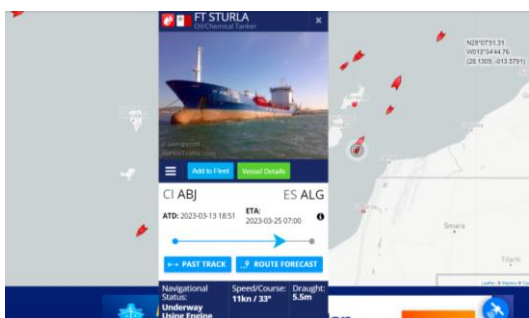 FT STURLA
Oil/Chemical Tanker
×
N28°07'51.31
W013°34'44.76
(28.1309,-013.5791)
MarineTraffic.com
Add to Fleet
Vessel Details
CI ABJ
ES ALG
ATD: 2023-03-13 18:51
ETA:
2023-03-25 07:00
PAST TRACK
ROUTE FORECAST
Navigational
Status:
Underway
Using Engine
Speed/Course:
11kn / 33°
Draught:
5.5m
Smara